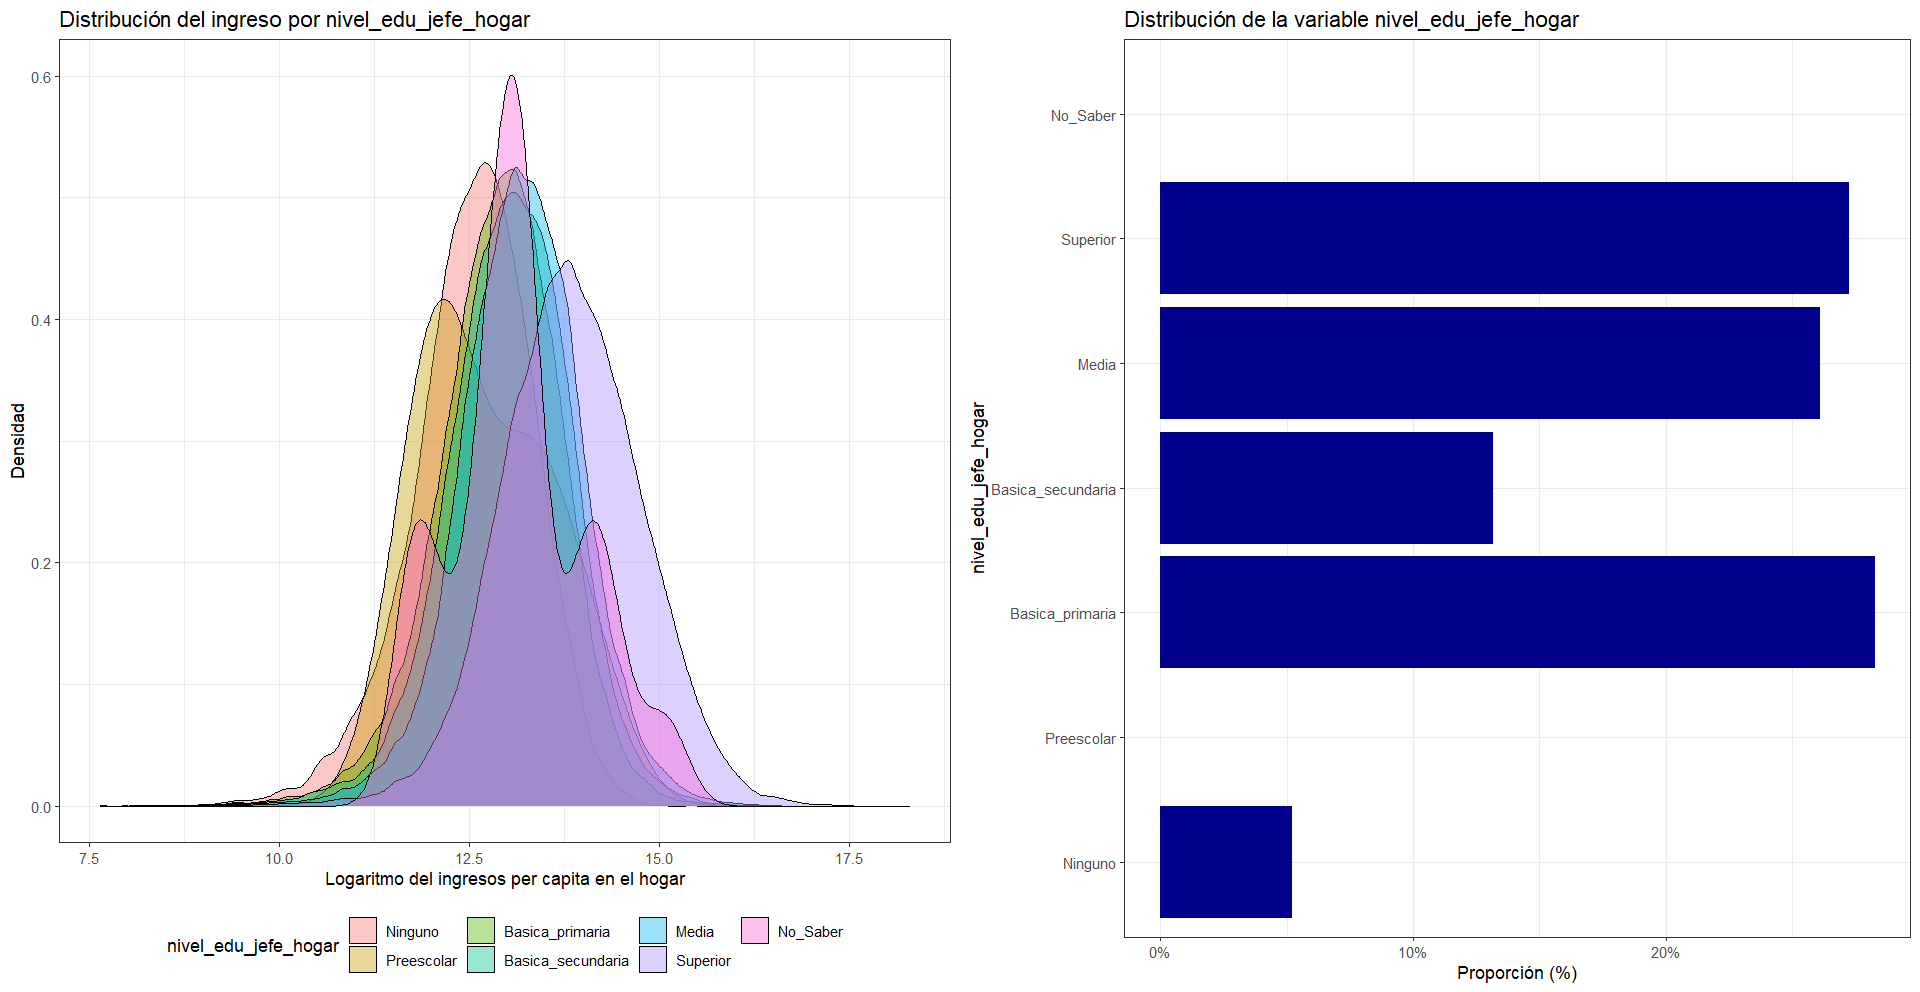 Distribución del ingreso por nivel_edu_jefe_hogar
0.6
0.4
0.2
0.0
Densidad
7.5 10.0 12.5 15.0 17.5
Logaritmo del ingresos per capita en el hogar
nivel_edu_jefe_hogar
Ninguno Basica_primaria Media No_Saber
Preescolar Basica_secundaria Superior
Distribución de la variable nivel_edu_jefe_hogar
No_Saber
Superior
Media
Basica_secundaria
Basica_primaria
Preescolar
Ninguno
nivel_edu_jefe_hogar
0% 10% 20%
Proporción (%)